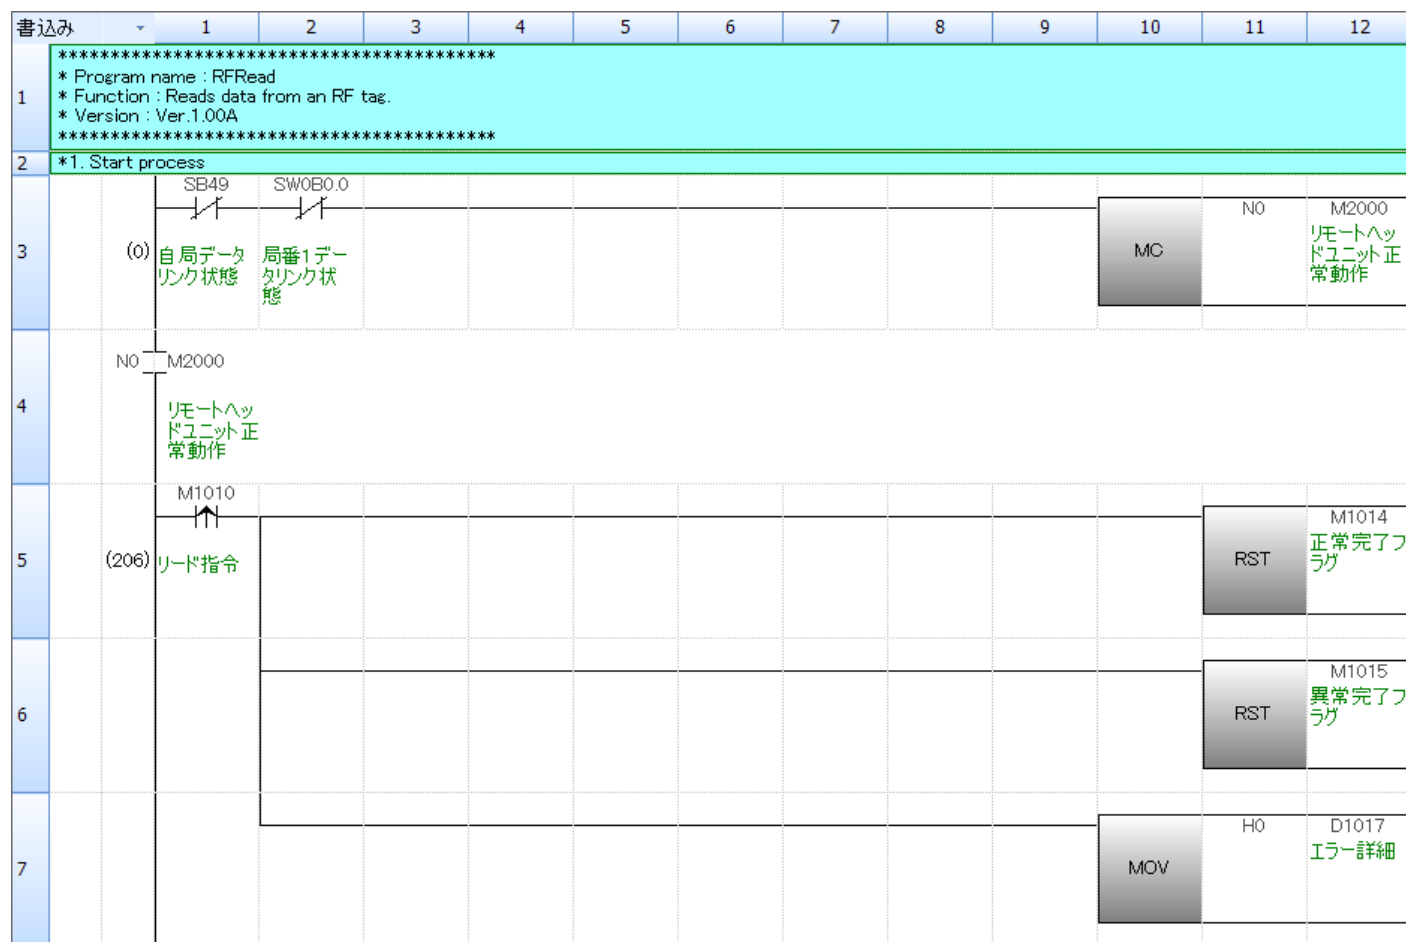 書込み 1 2 3 4 5 6 7 8 9 10 11 12
1
******************************************
* Program name : RFRead
* Function : Reads data from an RF tag.
* Version : Ver.1.00A
******************************************
2 *1. Start process
SB49 SW0B0.0 N0 M2000
3 (0) MC
自局データ
リンク状態
局番1デー
タリンク状
態
リモートヘッ
ドユニット正
常動作
N0 M2000
4
リモートヘッ
ドユニット正
常動作
M1010 M1014
5 (206) リード指令 RST
正常完了フ
ラグ
M1015
6 RST
異常完了フ
ラグ
H0 D1017
7 MOV エラー詳細